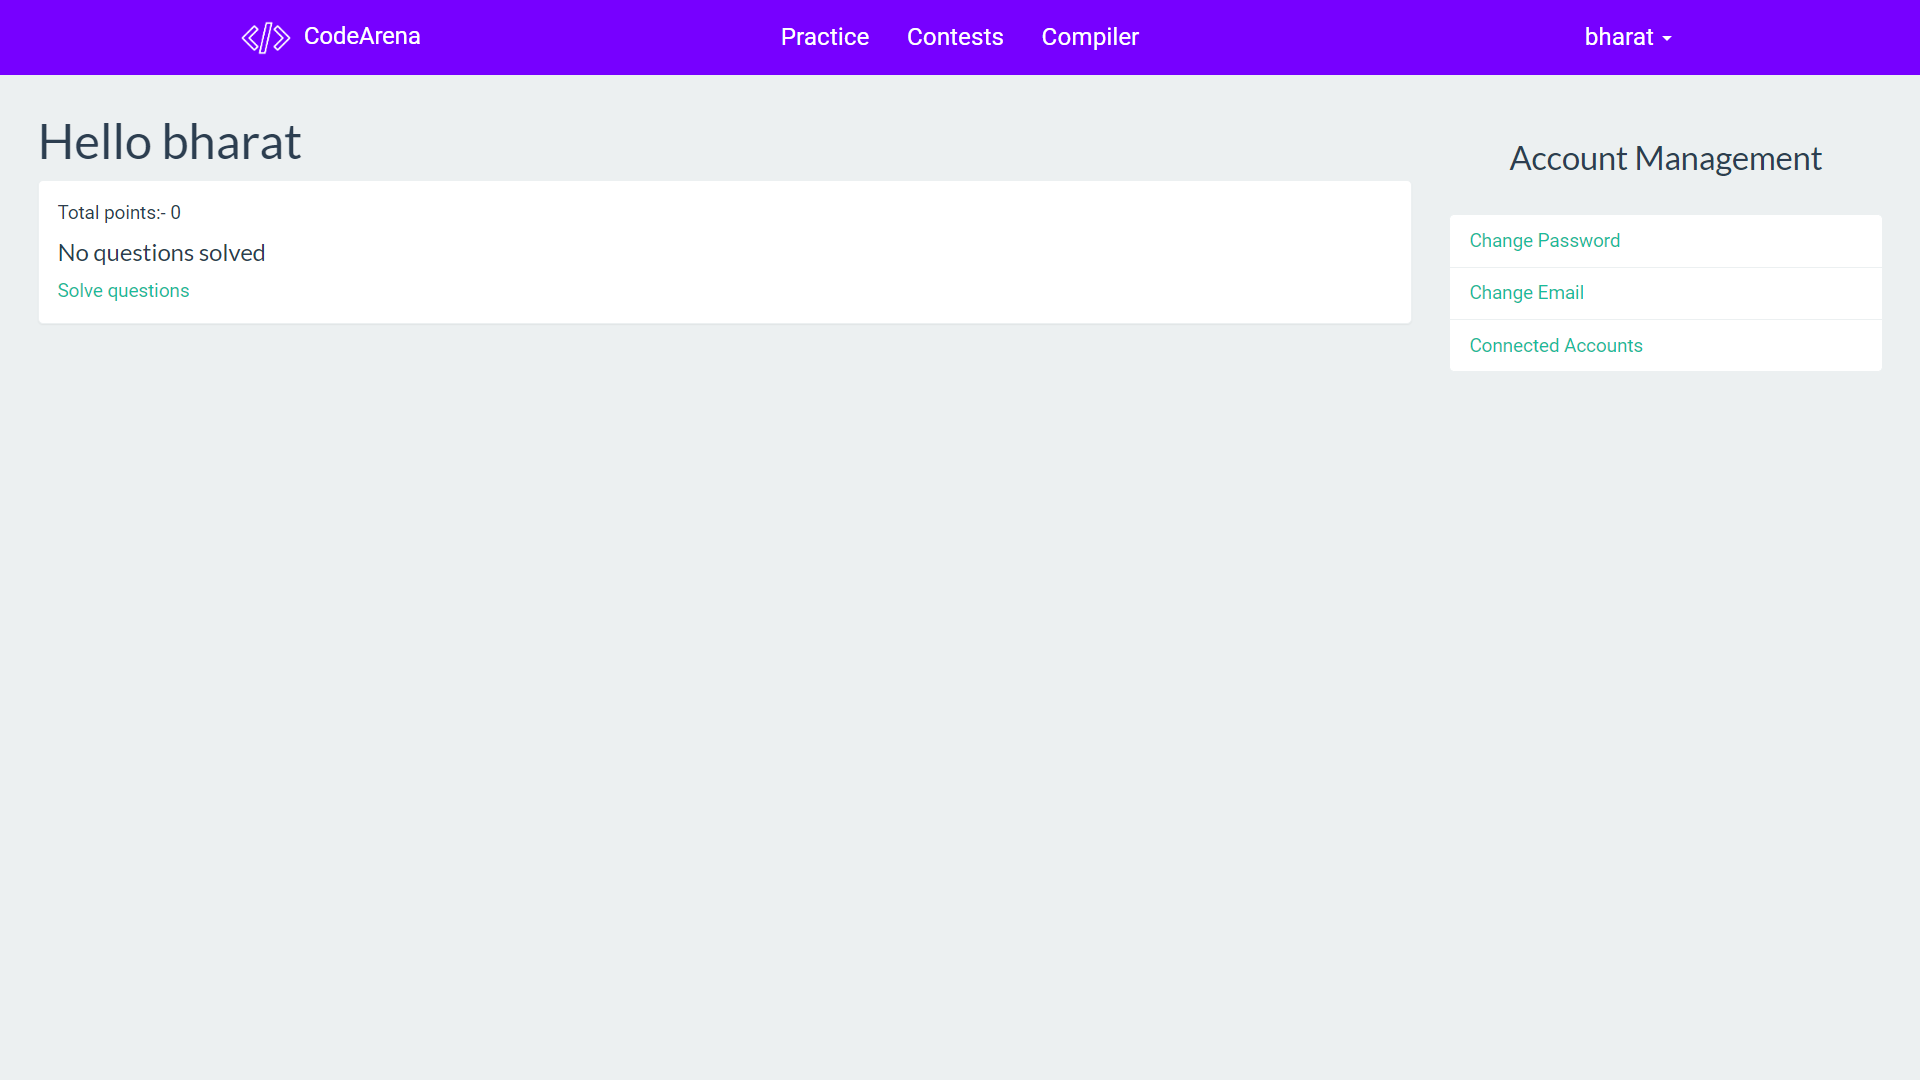 CodeArena
Practice
Contests
Compiler
bharat
Hello bharat
Total points:- 0
No questions solved
Solve questions
Account Management
Change Password
Change Email
Connected Accounts